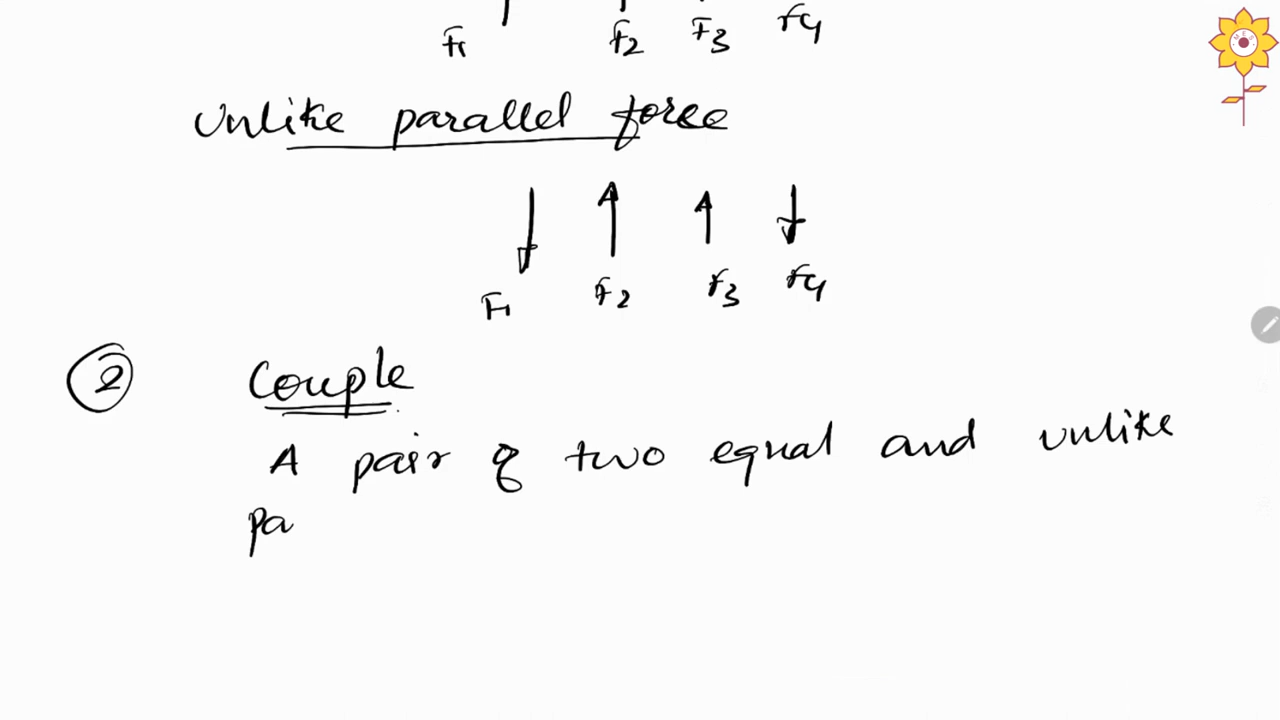 F1 F2 F3 F4
Unlike parallel force
F1 F2 F3 F4
2 Couple
A pair of two equal and unlike
pa